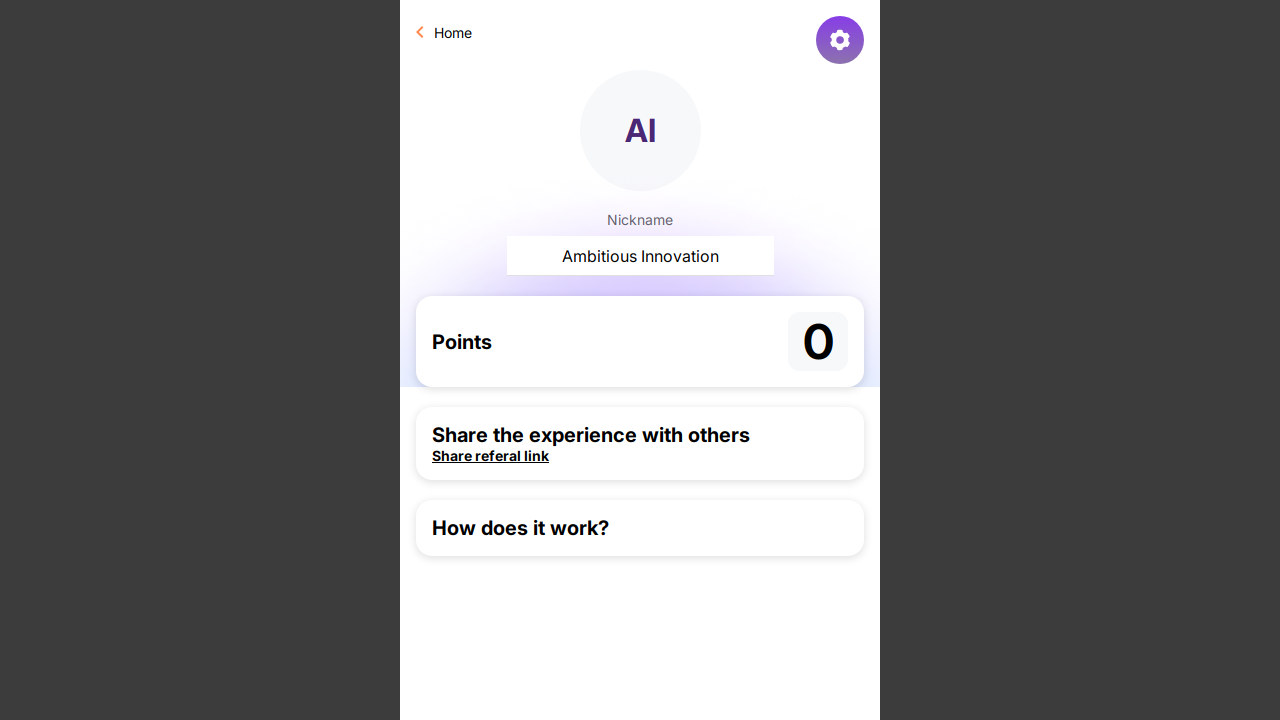 Home
AI
Nickname
Ambitious Innovation
Points
0
Share the experience with others
Share referal link
How does it work?